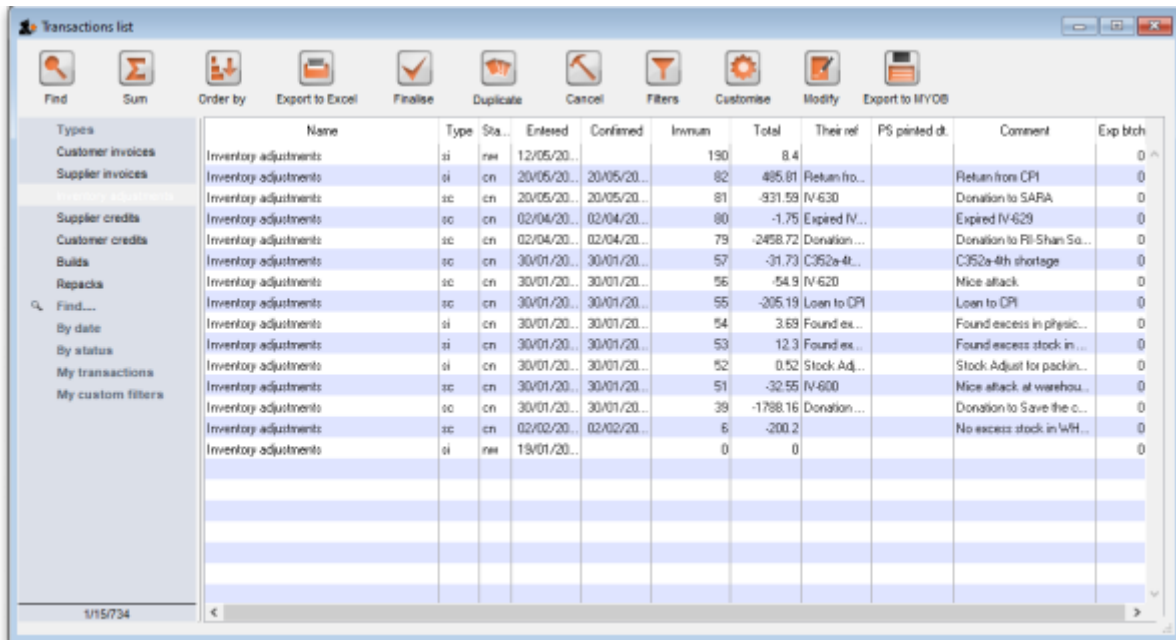 Transactions list
Find Sum Order by Export to Excel Finalise Duplicate Cancel Filters Customise Modify Export to MYOB
Types
Customer invoices
Supplier invoices
Inventory adjustments
Supplier credits
Customer credits
Builds
Repacks
Find....
By date
By status
My transactions
My custom filters
1/15/734
Name Type Sta... Entered Confirmed Invnum Total Their ref PS printed dt. Comment Exp btch
Inventory adjustments si nw 12/05/20... 190 8.4 0
Inventory adjustments si cn 20/05/20... 20/05/20... 82 485.81 Return fro... Return from CPI 0
Inventory adjustments sc cn 20/05/20... 20/05/20... 81 -931.59 IV-630 Donation to SARA 0
Inventory adjustments sc cn 02/04/20... 02/04/20... 80 -1.75 Expired IV... Expired IV-629 0
Inventory adjustments sc cn 02/04/20... 02/04/20... 79 -2458.72 Donation ... Donation to RI-Shan So... 0
Inventory adjustments sc cn 30/01/20... 30/01/20... 57 -31.73 C352a-4t... C352a-4th shortage 0
Inventory adjustments sc cn 30/01/20... 30/01/20... 56 -54.9 IV-620 Mice attack 0
Inventory adjustments sc cn 30/01/20... 30/01/20... 55 -205.19 Loan to CPI Loan to CPI 0
Inventory adjustments si cn 30/01/20... 30/01/20... 54 3.69 Found ex... Found excess in physic... 0
Inventory adjustments si cn 30/01/20... 30/01/20... 53 12.3 Found ex... Found excess stock in ... 0
Inventory adjustments si cn 30/01/20... 30/01/20... 52 0.52 Stock Adj... Stock Adjust for packin... 0
Inventory adjustments sc cn 30/01/20... 30/01/20... 51 -32.55 IV-600 Mice attack at warehou... 0
Inventory adjustments sc cn 30/01/20... 30/01/20... 39 -1788.16 Donation ... Donation to Save the c... 0
Inventory adjustments sc cn 02/02/20... 02/02/20... 6 -200.2 No excess stock in WH... 0
Inventory adjustments si nw 19/01/20... 0 0 0